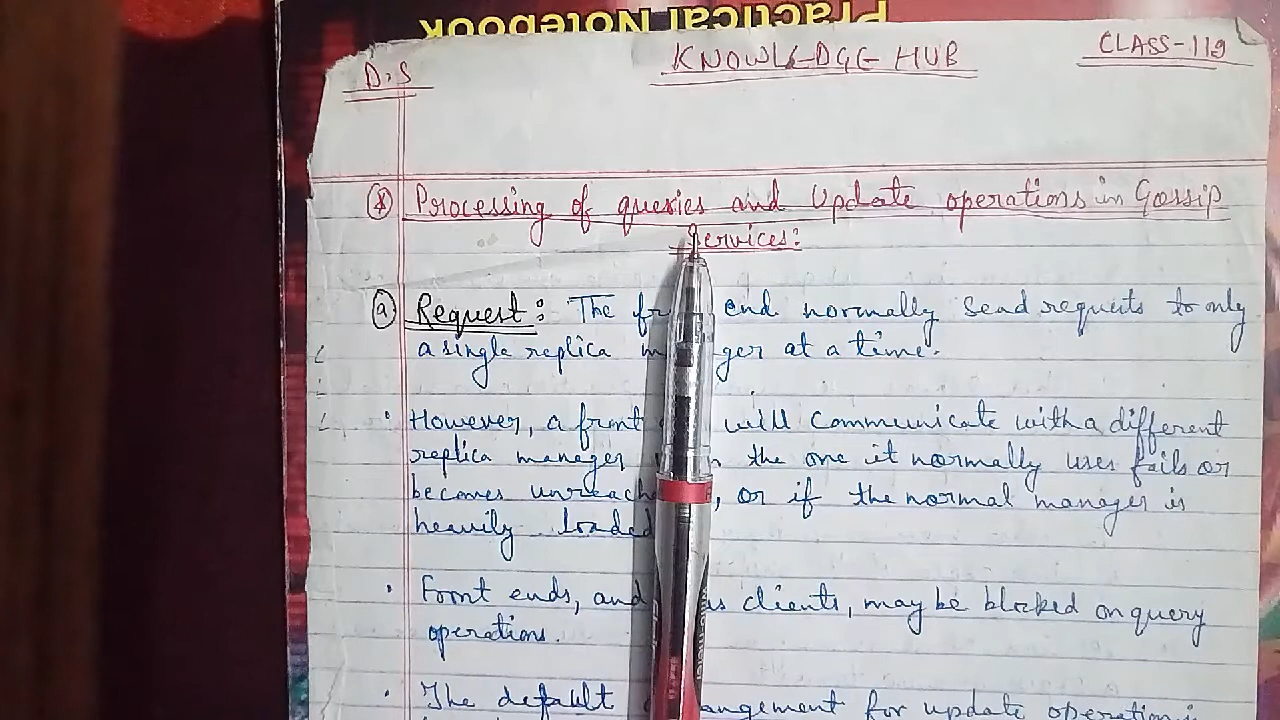 Practical Notebook
D.S
KNOWLEDGE HUB
CLASS-119
Processing of queries and Update operations in Gossip
Services:
(a) Request: The end normally send requests to only
a single replica at a time.
However, a front will communicate with a different
replica manager the one it normally uses fails or
becomes , or if the normal manager is
heavily loaded
Front ends, and clients, may be blocked on query
operations.
The default for update operation is